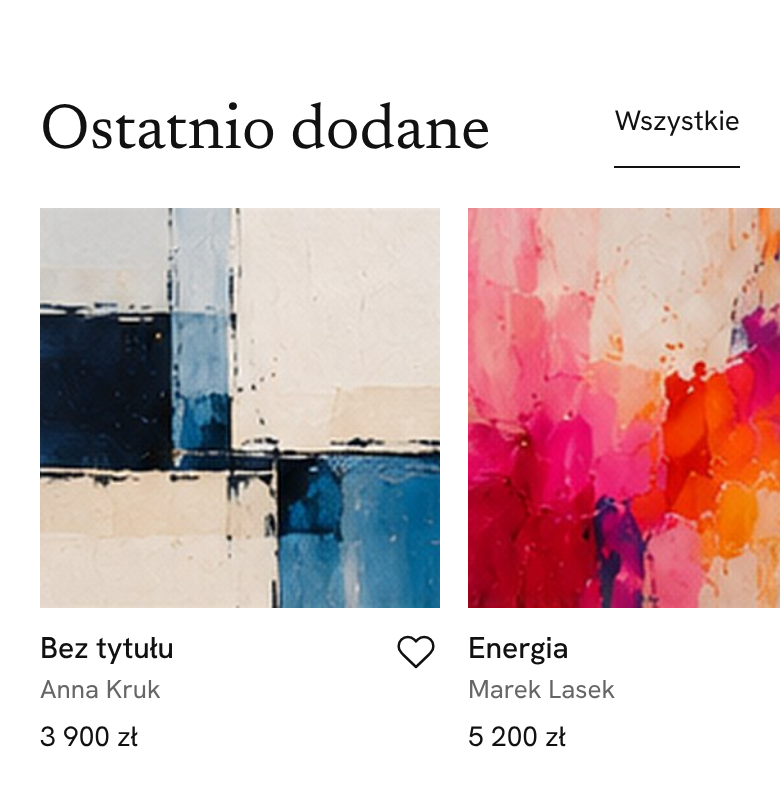 Ostatnio dodane
Wszystkie
Bez tytułu
Anna Kruk
3 900 zł
Energia
Marek Lasek
5 200 zł